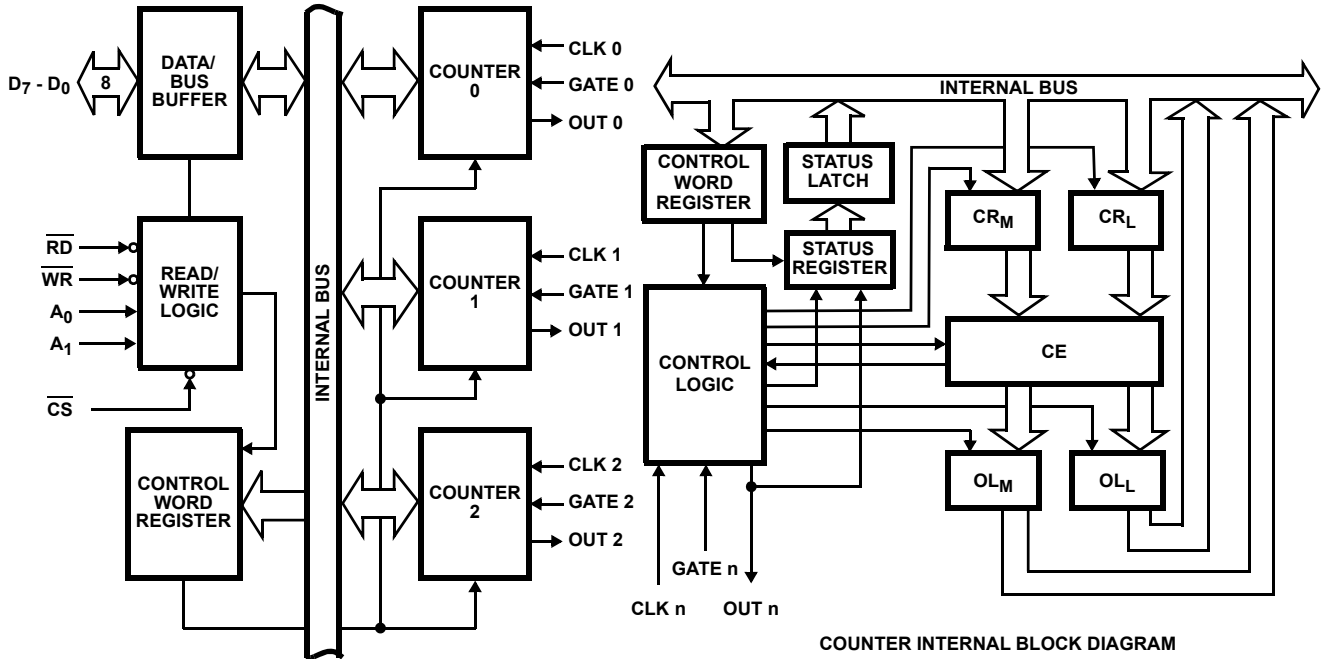 D7 - D0
8
DATA/
BUS
BUFFER
RD
WR
A0
A1
CS
READ/
WRITE
LOGIC
CONTROL
WORD
REGISTER
INTERNAL BUS
COUNTER
0
CLK 0
GATE 0
OUT 0
COUNTER
1
CLK 1
GATE 1
OUT 1
COUNTER
2
CLK 2
GATE 2
OUT 2
INTERNAL BUS
CONTROL
WORD
REGISTER
STATUS
LATCH
STATUS
REGISTER
CRM
CRL
CONTROL
LOGIC
CE
OLM
OLL
GATE n
CLK n
OUT n
COUNTER INTERNAL BLOCK DIAGRAM